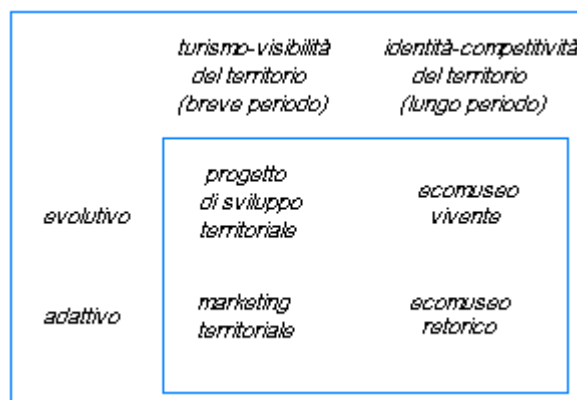 turismo-visibilità
del territorio
(breve periodo)
identità-competitività
del territorio
(lungo periodo)
evolutivo
progetto
di sviluppo
territoriale
ecomuseo
vivente
adattivo
marketing
territoriale
ecomuseo
retorico